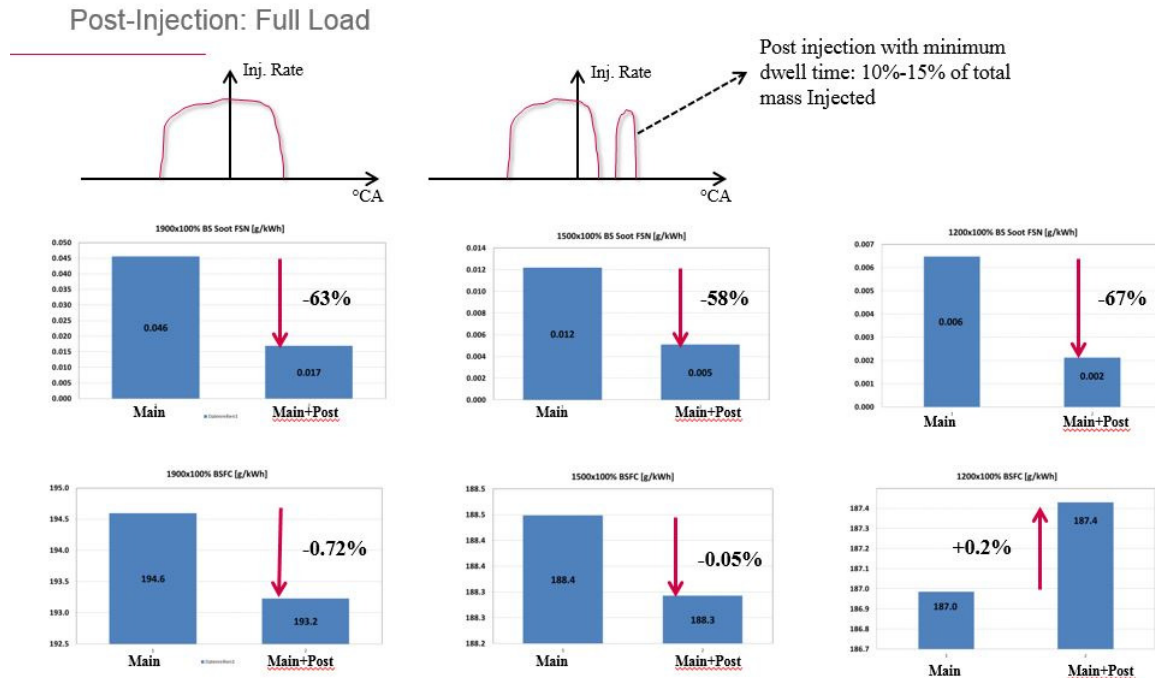 Post-Injection: Full Load
Inj. Rate
°CA
Inj. Rate
°CA
Post injection with minimum
dwell time: 10%-15% of total
mass Injected
1900x100% BS Soot FSN [g/kWh]
0.050
0.045
0.040
0.035
0.030
0.025
0.020
0.015
0.010
0.005
0.000
0.046
0.017
-63%
Main
Main+Post
1500x100% BS Soot FSN [g/kWh]
0.014
0.012
0.010
0.008
0.006
0.004
0.002
0.000
0.012
0.005
-58%
Main
Main+Post
1200x100% BS Soot FSN [g/kWh]
0.007
0.006
0.005
0.004
0.003
0.002
0.001
0.000
0.006
0.002
-67%
Main
Main+Post
1900x100% BSFC [g/kWh]
195.0
194.5
194.0
193.5
193.0
192.5
194.6
193.2
-0.72%
Main
Main+Post
1500x100% BSFC [g/kWh]
188.5
188.5
188.4
188.4
188.3
188.3
188.2
188.4
188.3
-0.05%
Main
Main+Post
1200x100% BSFC [g/kWh]
187.4
187.3
187.2
187.1
187.0
186.9
186.8
186.7
187.0
187.4
+0.2%
Main
Main+Post